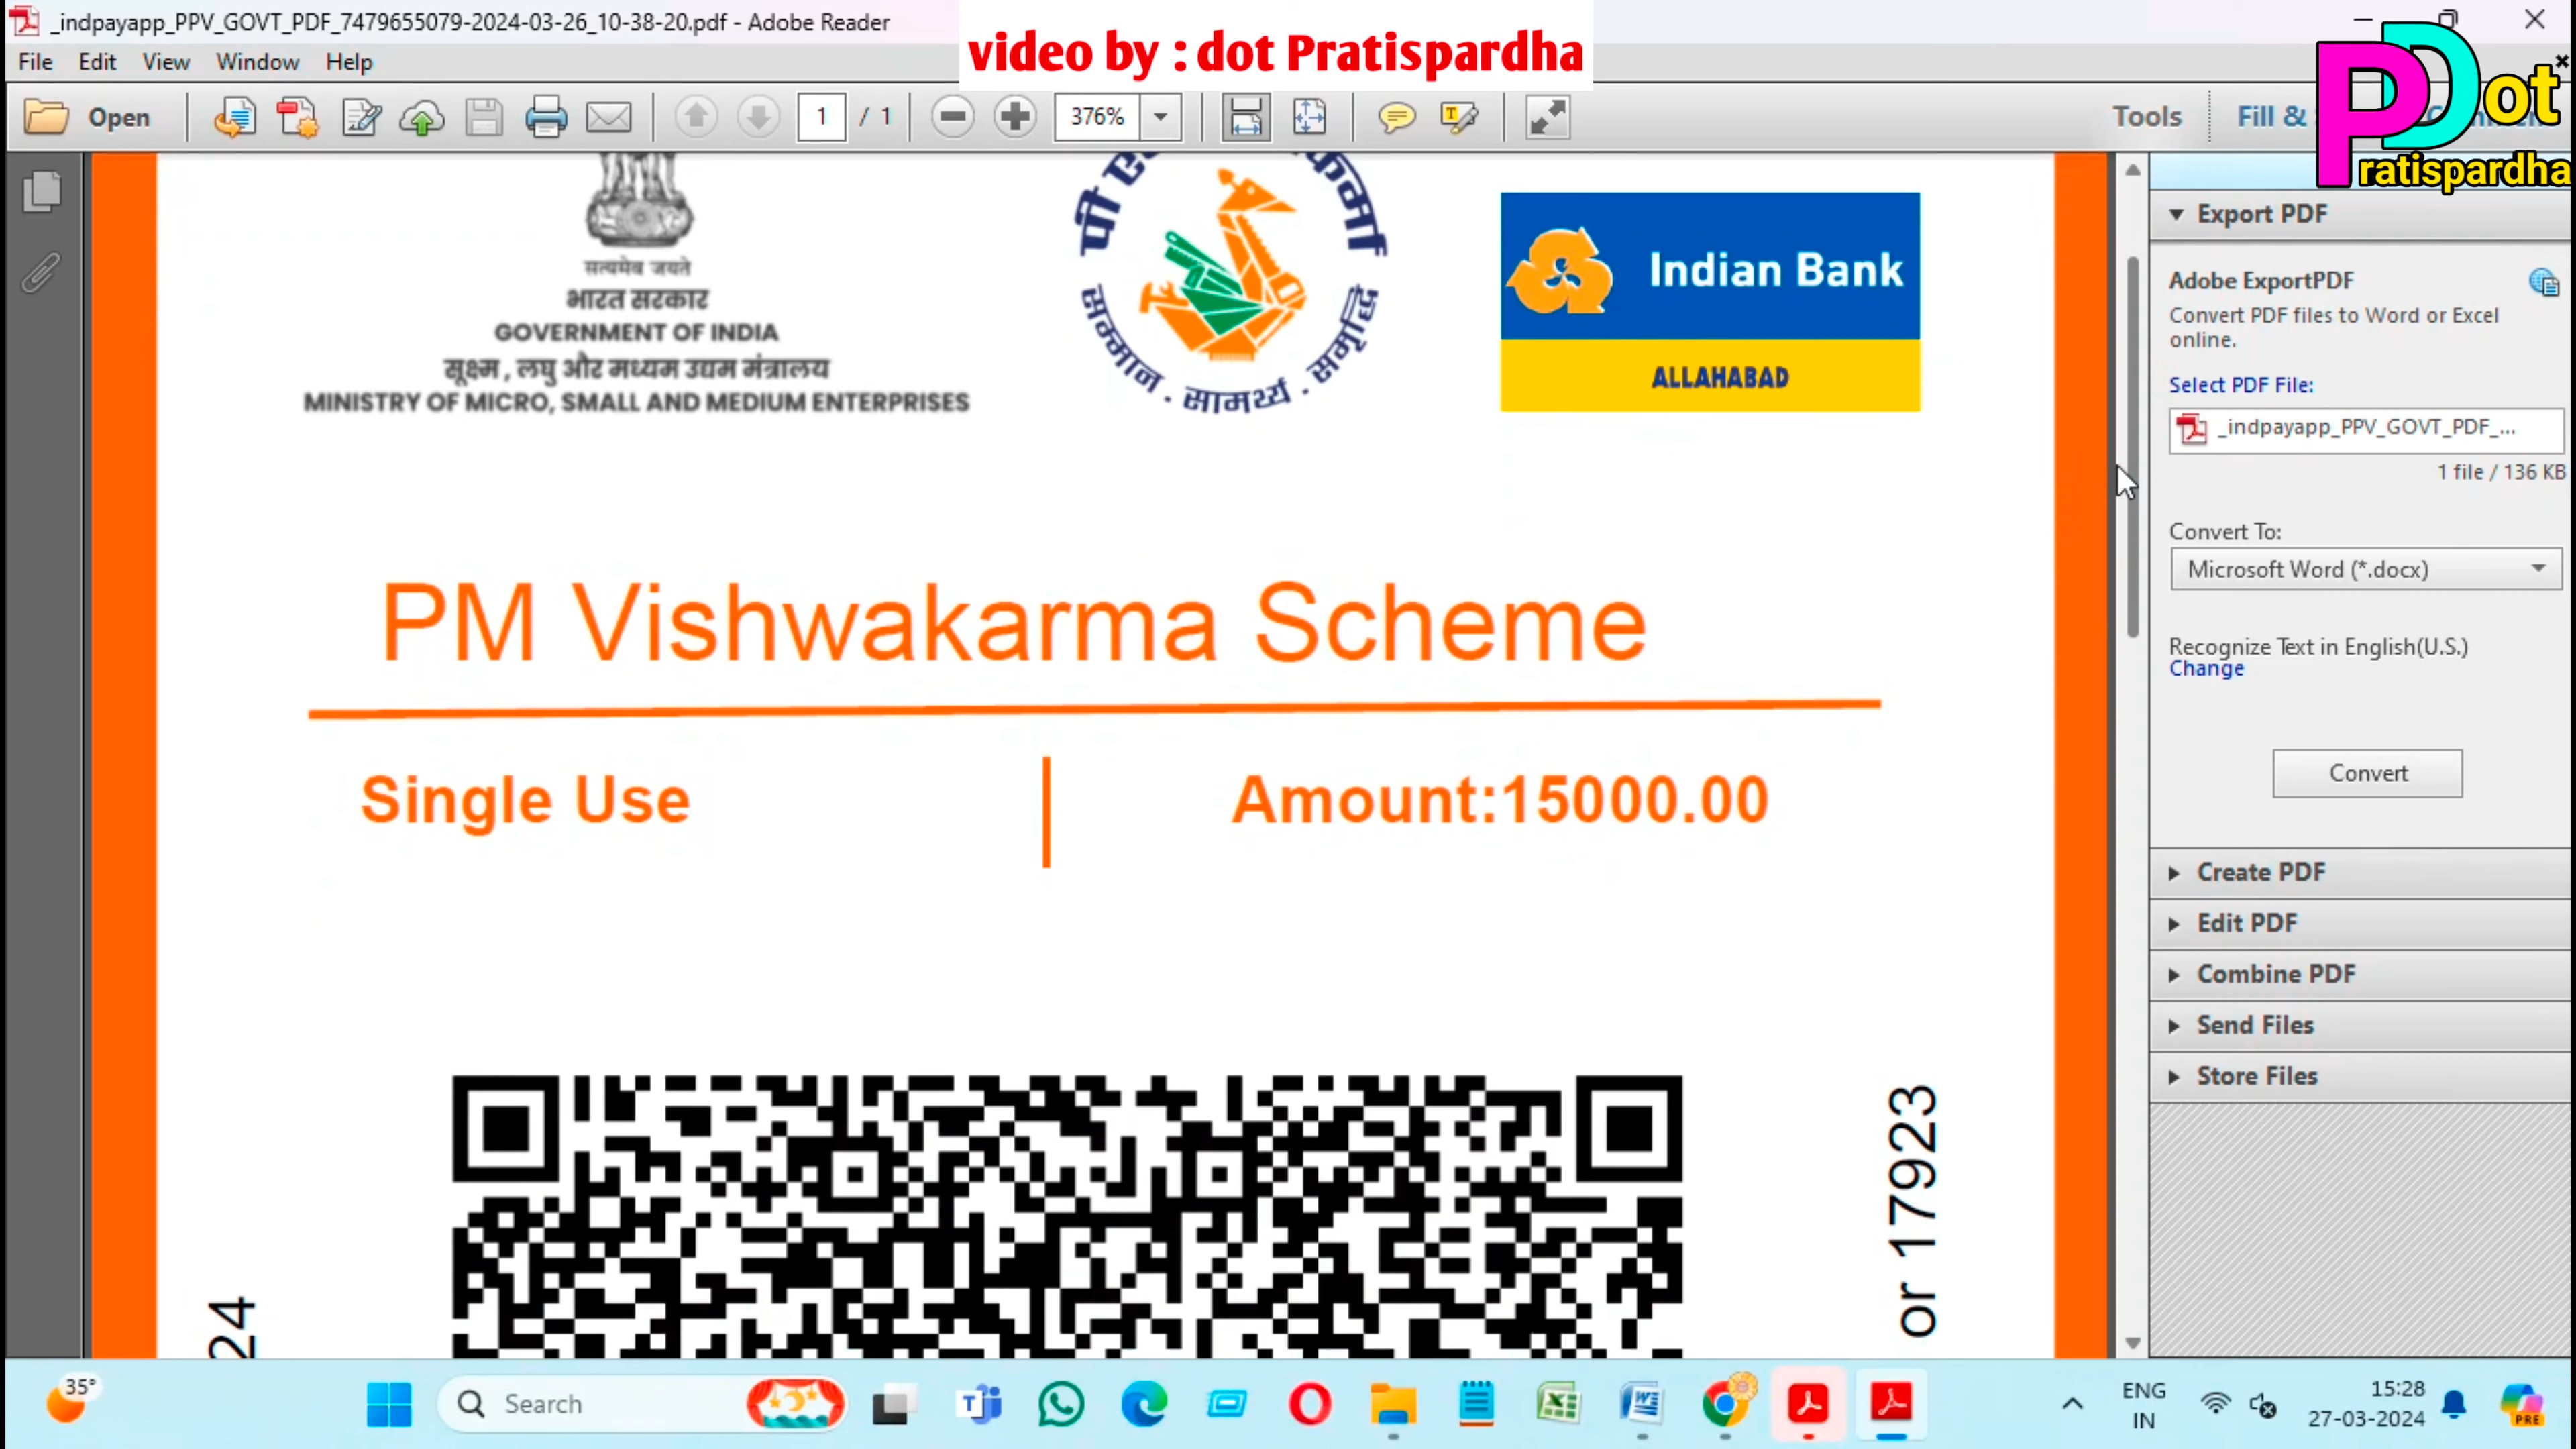 _indpayapp_PPV_GOVT_PDF_7479655079-2024-03-26_10-38-20.pdf - Adobe Reader
video by : dot Pratispardha
File Edit View Window Help
Dot
Pratispardha
Open
1 / 1
376%
Tools
Fill &
सत्यमेव जयते
भारत सरकार
GOVERNMENT OF INDIA
सूक्ष्म, लघु और मध्यम उद्यम मंत्रालय
MINISTRY OF MICRO, SMALL AND MEDIUM ENTERPRISES
सम्मान . सामर्थ्य . समृद्धि
Indian Bank
ALLAHABAD
PM Vishwakarma Scheme
Single Use
Amount:15000.00
24
or 17923
Export PDF
Adobe ExportPDF
Convert PDF files to Word or Excel
online.
Select PDF File:
_indpayapp_PPV_GOVT_PDF_...
1 file / 136 KB
Convert To:
Microsoft Word (*.docx)
Recognize Text in English(U.S.)
Change
Convert
Create PDF
Edit PDF
Combine PDF
Send Files
Store Files
35°
Search
ENG
IN
15:28
27-03-2024
PRE